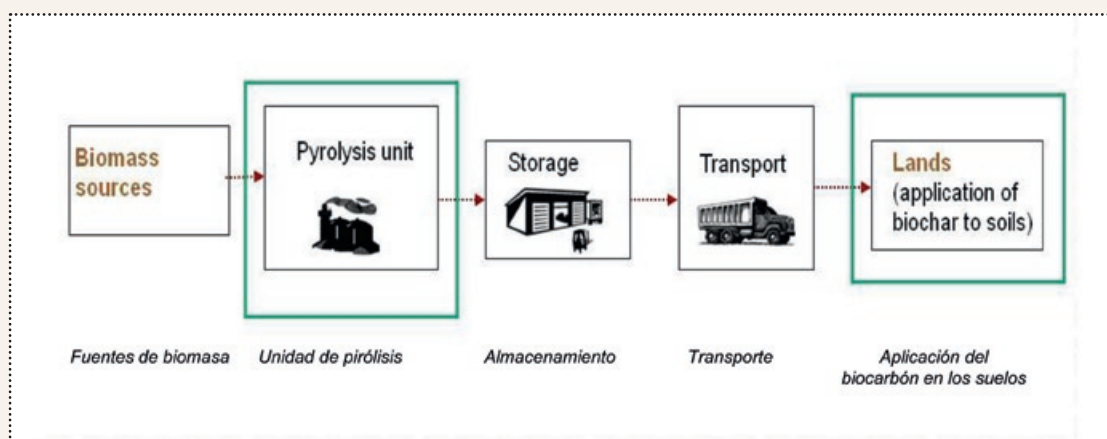 Biomass
sources
Pyrolysis unit
Storage
Transport
Lands
(application of
biochar to soils)
Fuentes de biomasa
Unidad de pirólisis
Almacenamiento
Transporte
Aplicación del
biocarbón en los suelos